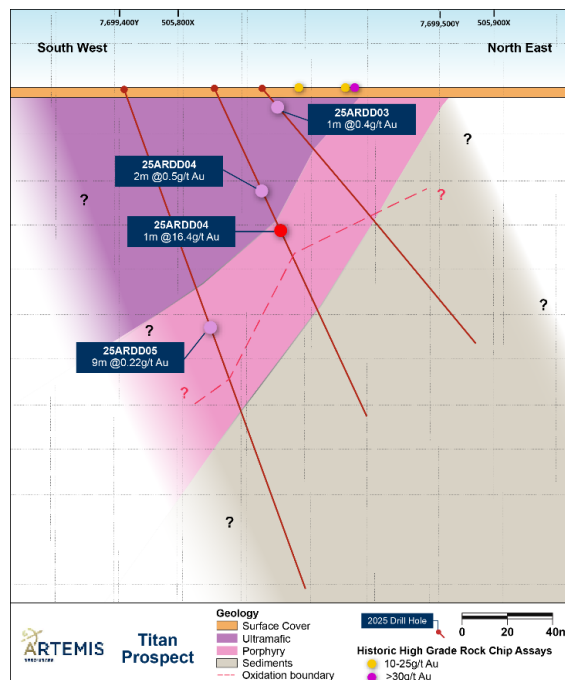 7,699,400Y
505,800X
7,699,500Y
505,900X
South West
North East
25ARDD03
1m @0.4g/t Au
25ARDD04
2m @0.5g/t Au
25ARDD04
1m @16.4g/t Au
25ARDD05
9m @0.22g/t Au
?
?
?
?
?
?
?
ARTEMIS
Titan
Prospect
Geology
Surface Cover
Ultramafic
Porphyry
Sediments
Oxidation boundary
2025 Drill Hole
0m
20
40m
Historic High Grade Rock Chip Assays
10-25g/t Au
>30g/t Au